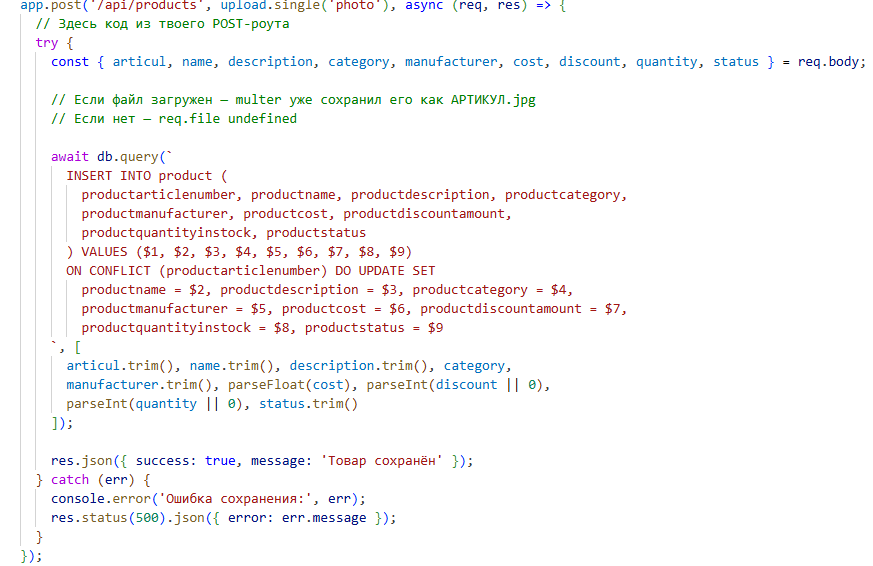 app.post('/api/products', upload.single('photo'), async (req, res) => {
// Здесь код из твоего POST-роута
try {
const { articul, name, description, category, manufacturer, cost, discount, quantity, status } = req.body;
// Если файл загружен — multer уже сохранил его как АРТИКУЛ.jpg
// Если нет — req.file undefined
await db.query(`
INSERT INTO product (
productarticlenumber, productname, productdescription, productcategory,
productmanufacturer, productcost, productdiscountamount,
productquantityinstock, productstatus
) VALUES ($1, $2, $3, $4, $5, $6, $7, $8, $9)
ON CONFLICT (productarticlenumber) DO UPDATE SET
productname = $2, productdescription = $3, productcategory = $4,
productmanufacturer = $5, productcost = $6, productdiscountamount = $7,
productquantityinstock = $8, productstatus = $9
`, [
articul.trim(), name.trim(), description.trim(), category,
manufacturer.trim(), parseFloat(cost), parseInt(discount || 0),
parseInt(quantity || 0), status.trim()
]);
res.json({ success: true, message: 'Товар сохранён' });
} catch (err) {
console.error('Ошибка сохранения:', err);
res.status(500).json({ error: err.message });
}
});